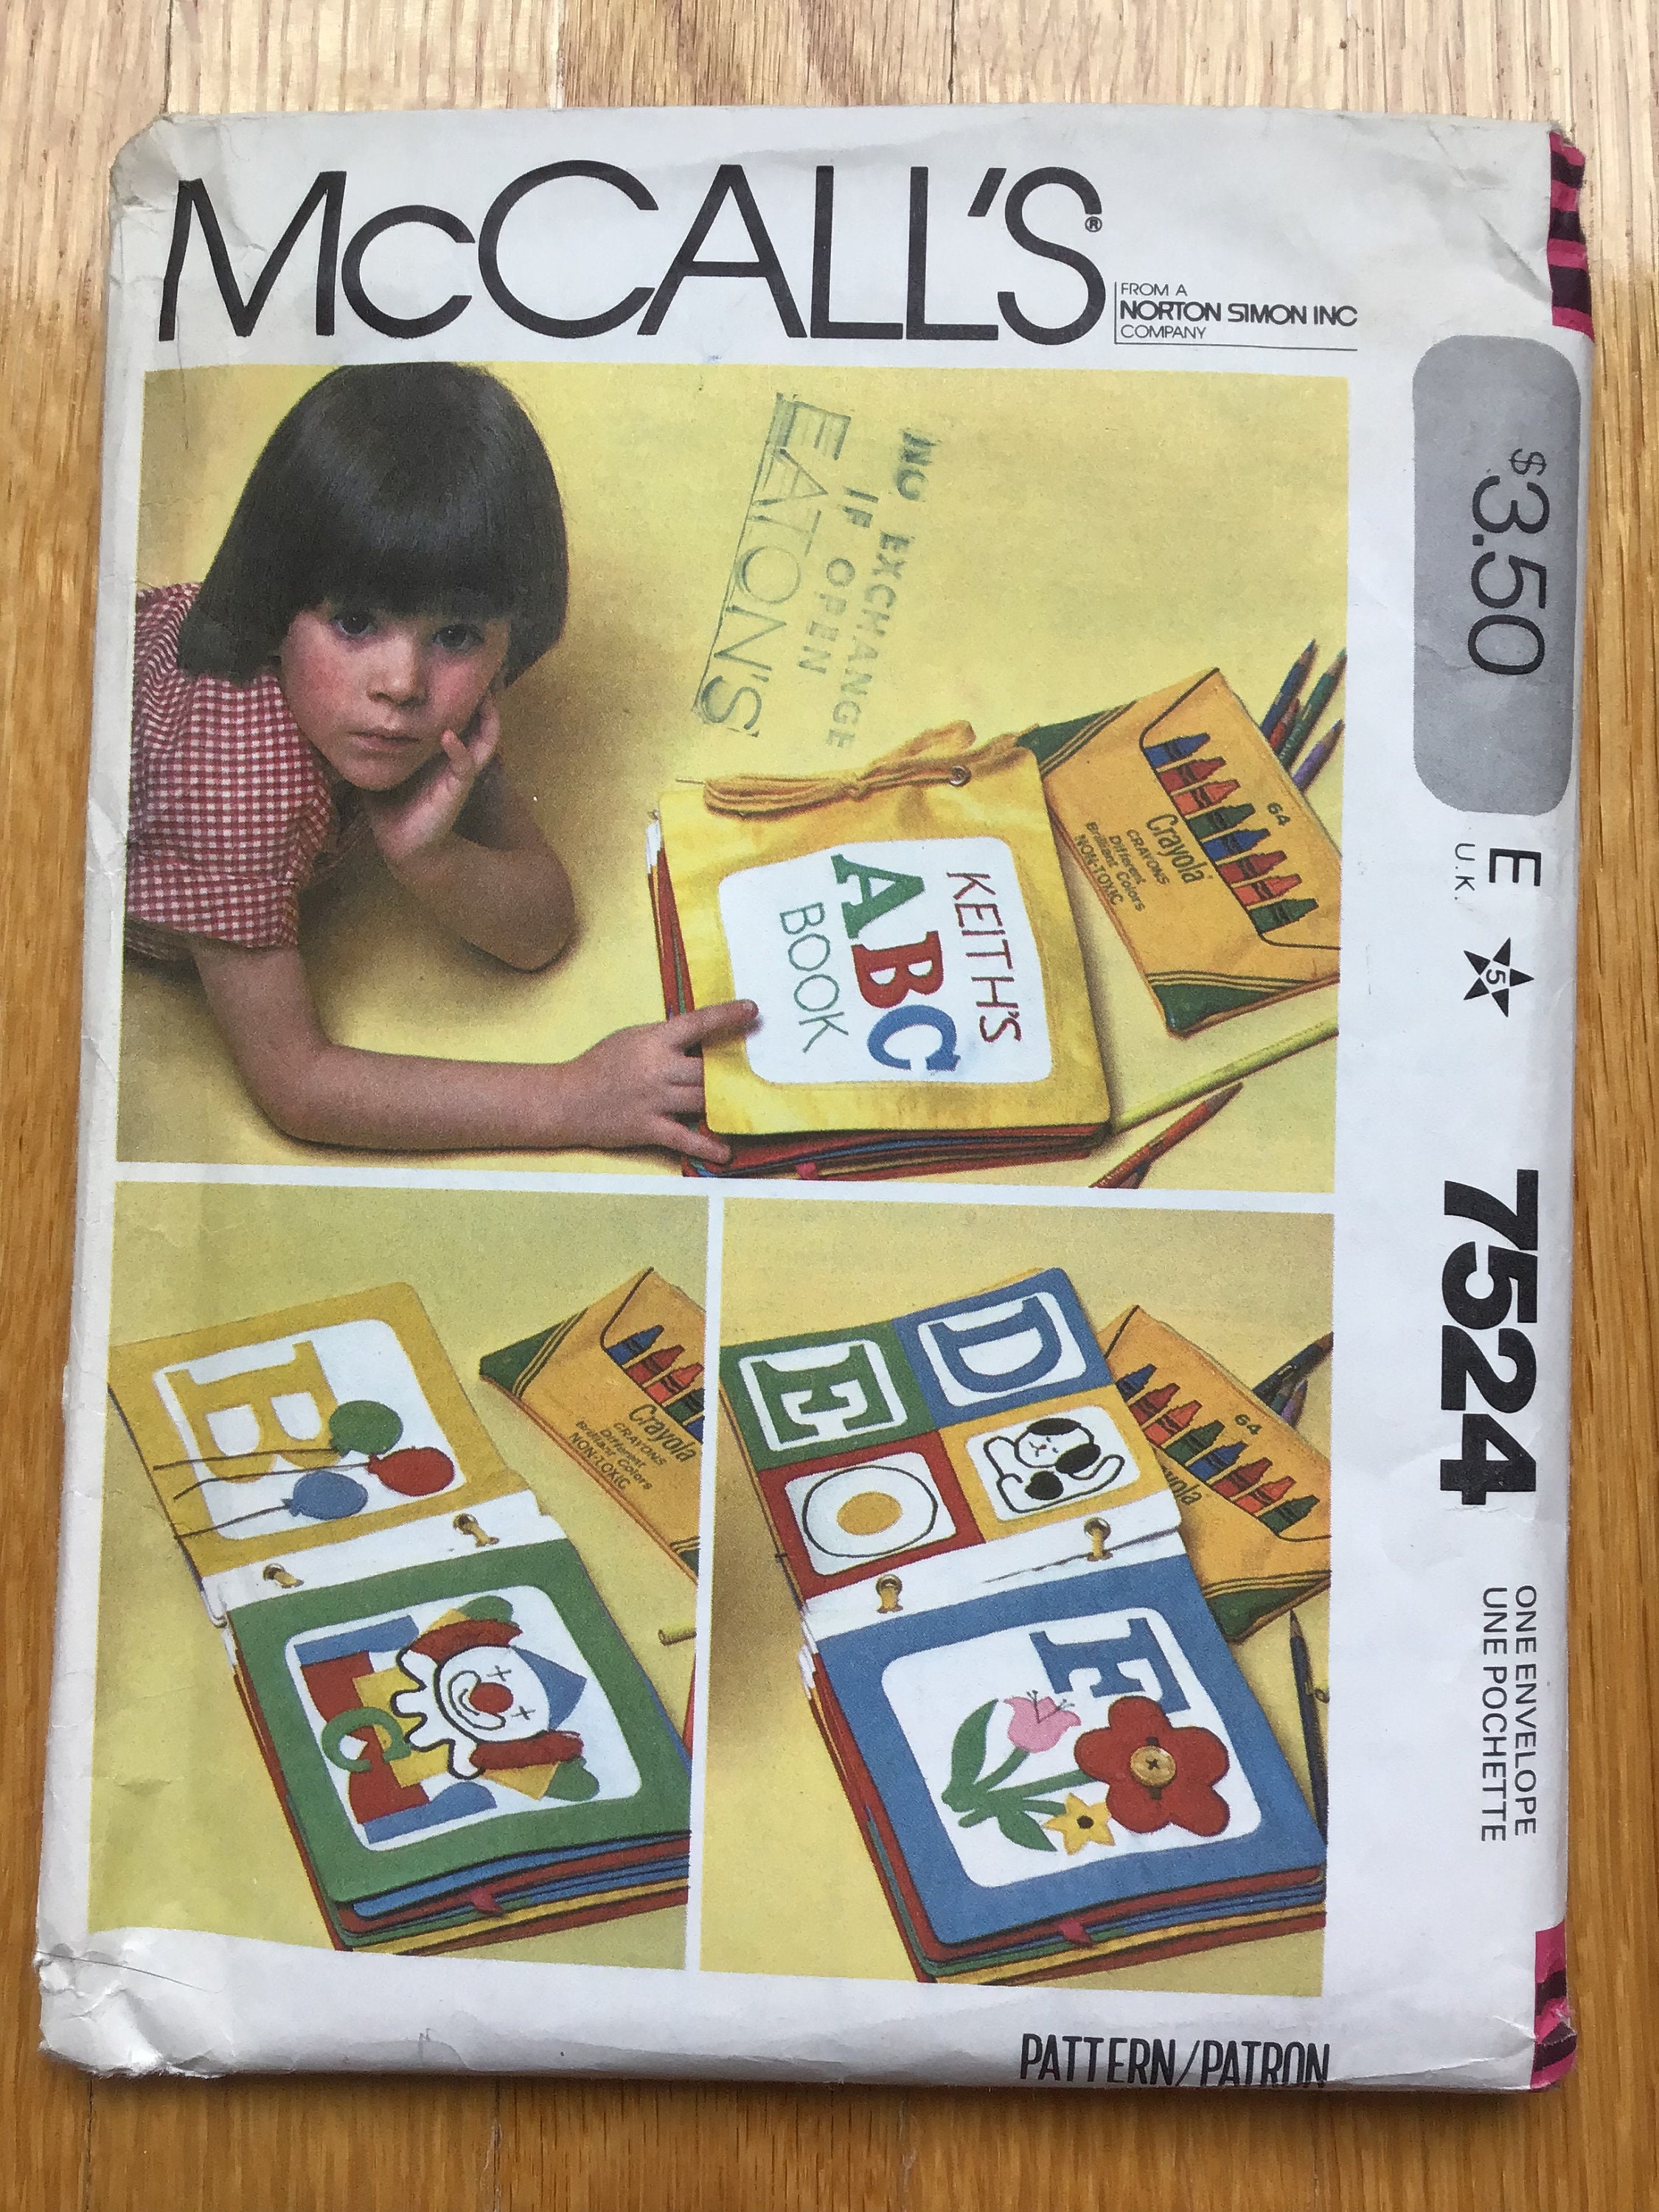 McCALL'S®
FROM A
NORTON SIMON INC
COMPANY
$3.50
E
U.K.
5
7524
ONE ENVELOPE
UNE POCHETTE
NO EXCHANGE
IF OPEN
EATON'S
KEITH'S
ABC
BOOK
64
Crayola
CRAYONS
Different
Brilliant Colors
NON-TOXIC
B
C
Crayola
CRAYONS
Different
Brilliant Colors
NON-TOXIC
D
E
F
64
yola
PATTERN/PATRON